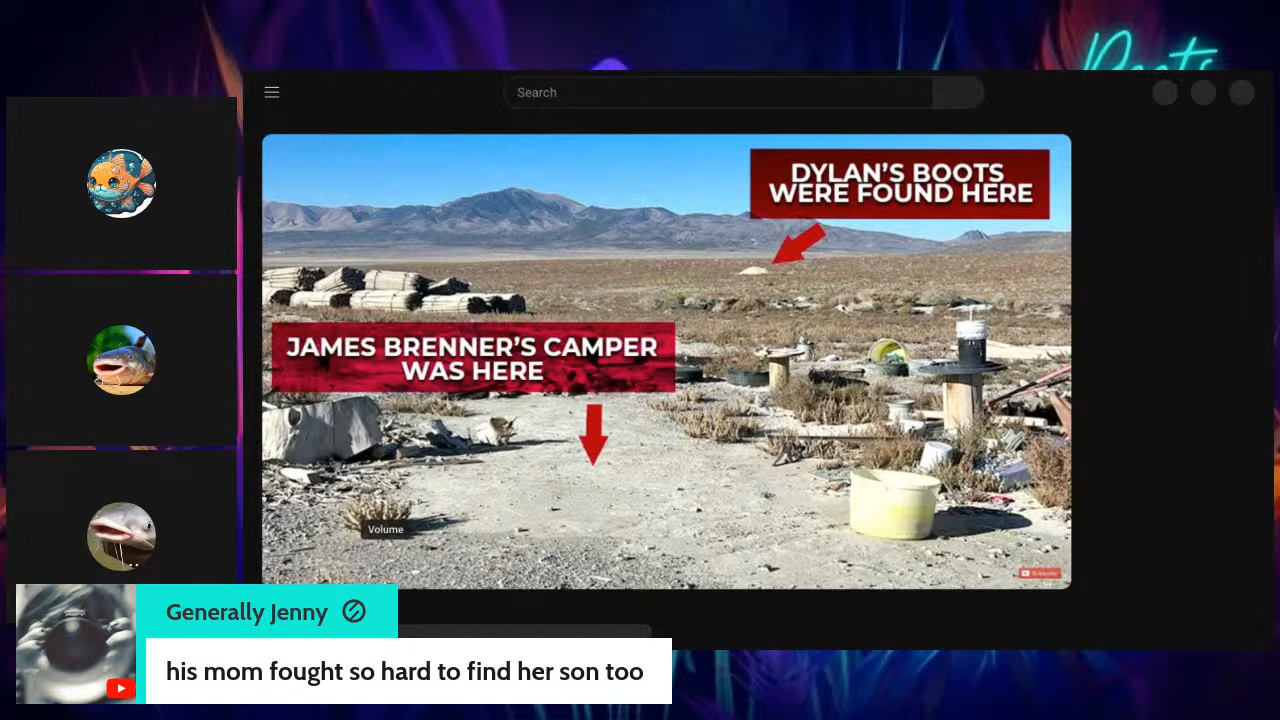 Search
DYLAN'S BOOTS
WERE FOUND HERE
JAMES BRENNER'S CAMPER
WAS HERE
Volume
Generally Jenny
his mom fought so hard to find her son too